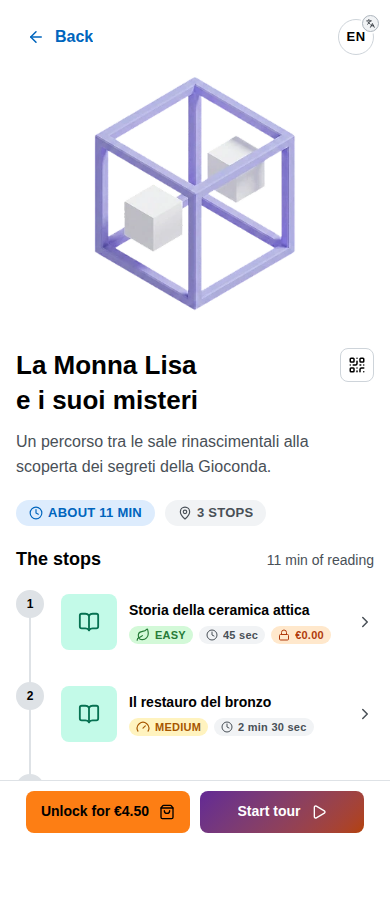 Back
EN
La Monna Lisa
e i suoi misteri
Un percorso tra le sale rinascimentali alla
scoperta dei segreti della Gioconda.
ABOUT 11 MIN
3 STOPS
The stops
11 min of reading
1
Storia della ceramica attica
EASY
45 sec
€0.00
2
Il restauro del bronzo
MEDIUM
2 min 30 sec
Unlock for €4.50
Start tour